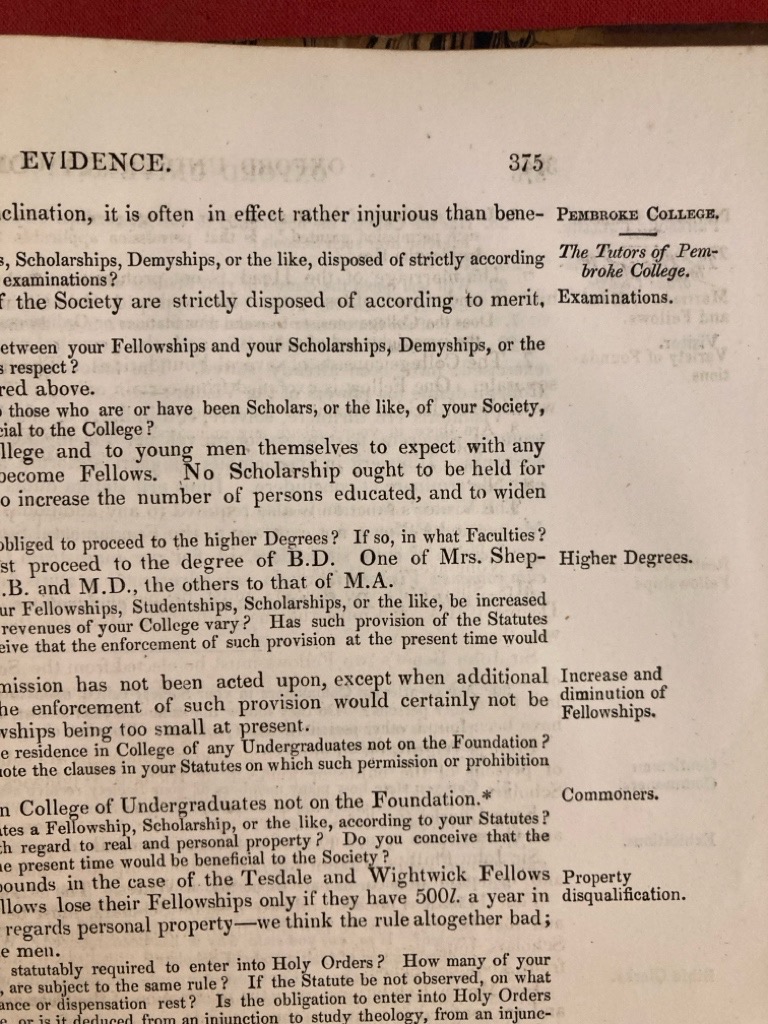 EVIDENCE. 375
clination, it is often in effect rather injurious than bene- PEMBROKE COLLEGE.
s, Scholarships, Demyships, or the like, disposed of strictly according The Tutors of Pem-
examinations? broke College.
f the Society are strictly disposed of according to merit, Examinations.
etween your Fellowships and your Scholarships, Demyships, or the
s respect?
red above.
o those who are or have been Scholars, or the like, of your Society,
cial to the College?
llege and to young men themselves to expect with any
become Fellows. No Scholarship ought to be held for
o increase the number of persons educated, and to widen
obliged to proceed to the higher Degrees? If so, in what Faculties?
st proceed to the degree of B.D. One of Mrs. Shep- Higher Degrees.
.B. and M.D., the others to that of M.A.
ur Fellowships, Studentships, Scholarships, or the like, be increased
revenues of your College vary? Has such provision of the Statutes
eive that the enforcement of such provision at the present time would
mission has not been acted upon, except when additional Increase and
he enforcement of such provision would certainly not be diminution of
wships being too small at present. Fellowships.
e residence in College of any Undergraduates not on the Foundation?
uote the clauses in your Statutes on which such permission or prohibition
n College of Undergraduates not on the Foundation.* Commoners.
ates a Fellowship, Scholarship, or the like, according to your Statutes?
h regard to real and personal property? Do you conceive that the
e present time would be beneficial to the Society?
bounds in the case of the Tesdale and Wightwick Fellows Property
llows lose their Fellowships only if they have 500l. a year in disqualification.
regards personal property—we think the rule altogether bad;
e men.
statutably required to enter into Holy Orders? How many of your
, are subject to the same rule? If the Statute be not observed, on what
ance or dispensation rest? Is the obligation to enter into Holy Orders
e, or is it deduced from an injunction to study theology, from an injunc-